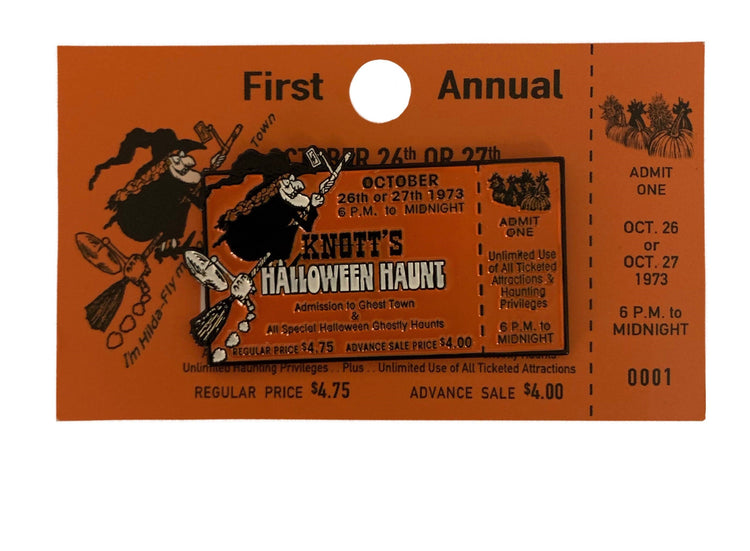 First Annual
Town
OCTOBER 26th OR 27th
I'm Hilda-Fly m
OCTOBER
26th or 27th 1973
6 P.M. to MIDNIGHT
KNOTT'S
HALLOWEEN HAUNT
Admission to Ghost Town
&
All Special Halloween Ghostly Haunts
REGULAR PRICE $4.75 ADVANCE SALE PRICE $4.00
ADMIT
ONE
Unlimited Use
of All Ticketed
Attractions &
Haunting
Privileges
6 P.M. to
MIDNIGHT
Haunts
Unlimited Haunting Privileges . . Plus . . Unlimited Use of All Ticketed Attractions
REGULAR PRICE $4.75 ADVANCE SALE $4.00
ADMIT
ONE
OCT. 26
or
OCT. 27
1973
6 P.M. to
MIDNIGHT
0001